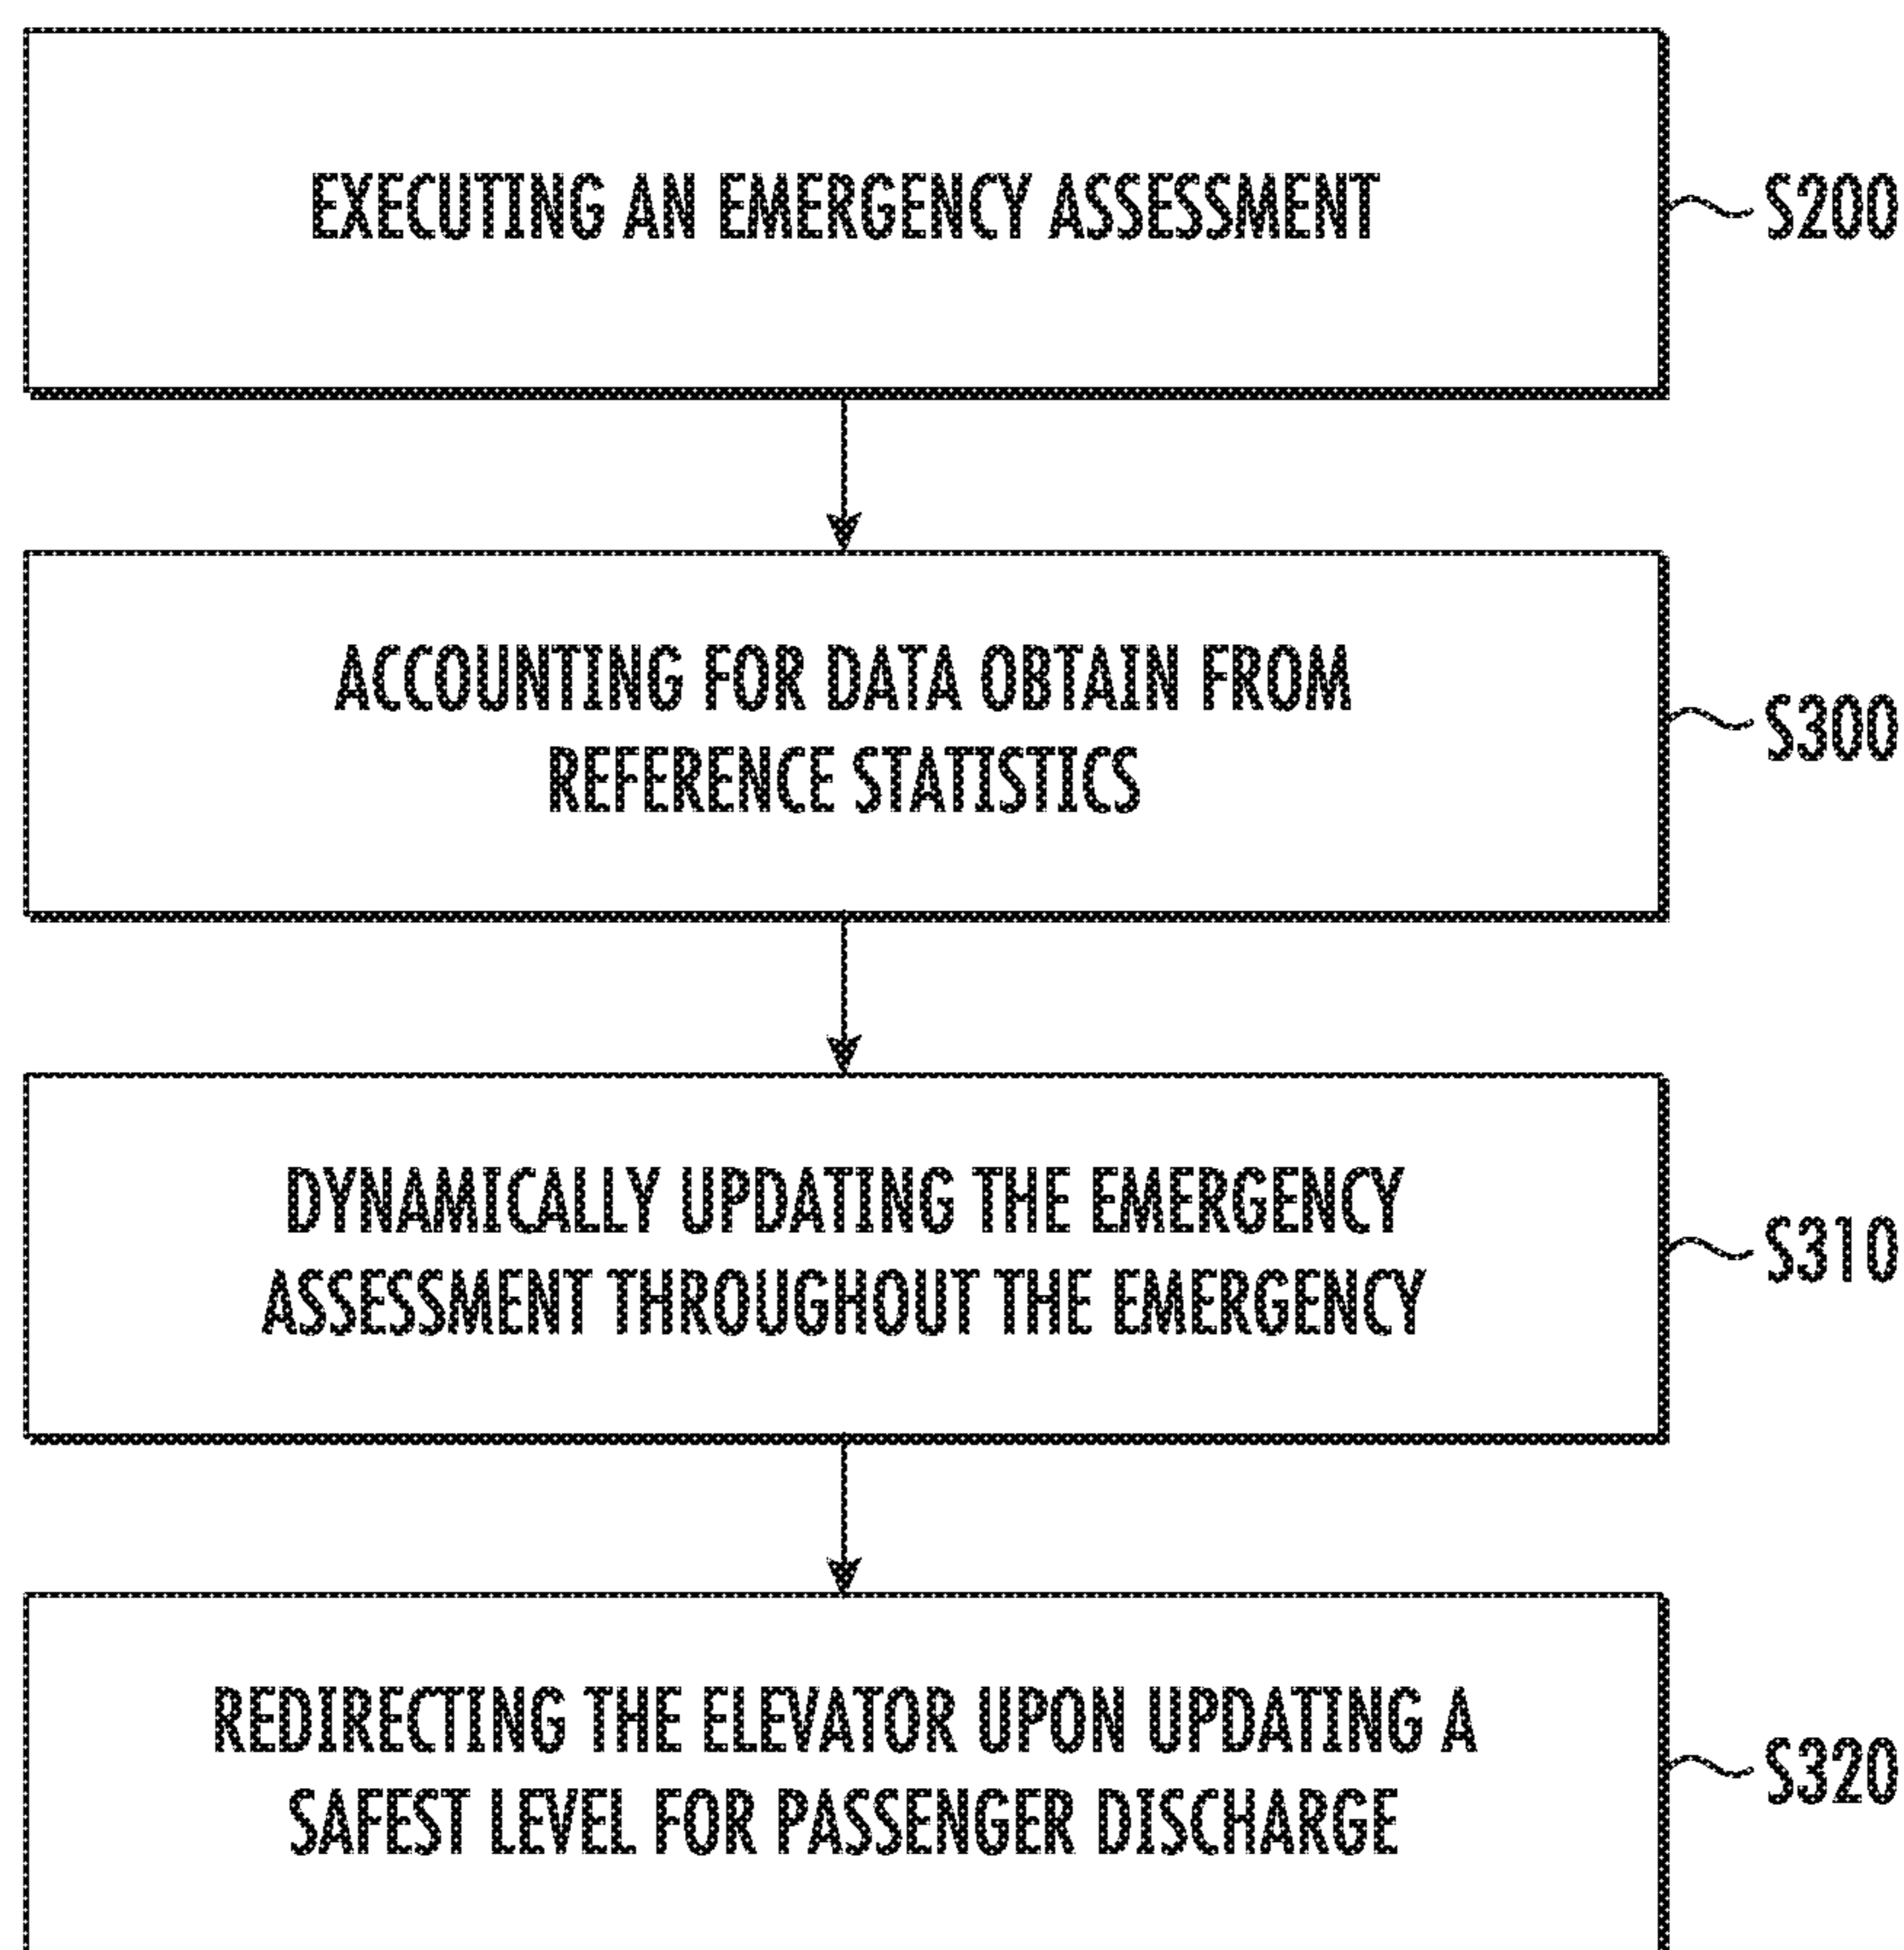 EXECUTING AN EMERGENCY ASSESSMENT
S200
ACCOUNTING FOR DATA OBTAIN FROM
REFERENCE STATISTICS
S300
DYNAMICALLY UPDATING THE EMERGENCY
ASSESSMENT THROUGHOUT THE EMERGENCY
S310
REDIRECTING THE ELEVATOR UPON UPDATING A
SAFEST LEVEL FOR PASSENGER DISCHARGE
S320